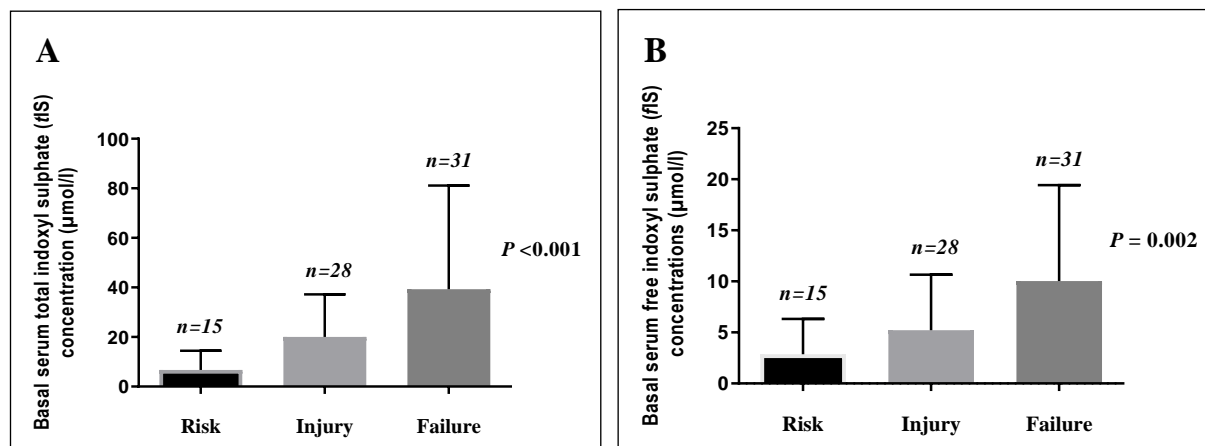 A
Basal serum total indoxyl sulphate (tIS)
concentration (µmol/l)
100
80
60
40
20
0
n=15
n=28
n=31
P <0.001
Risk Injury Failure
B
Basal serum free indoxyl sulphate (fIS)
concentrations (µmol/l)
25
20
15
10
5
0
n=15
n=28
n=31
P = 0.002
Risk Injury Failure